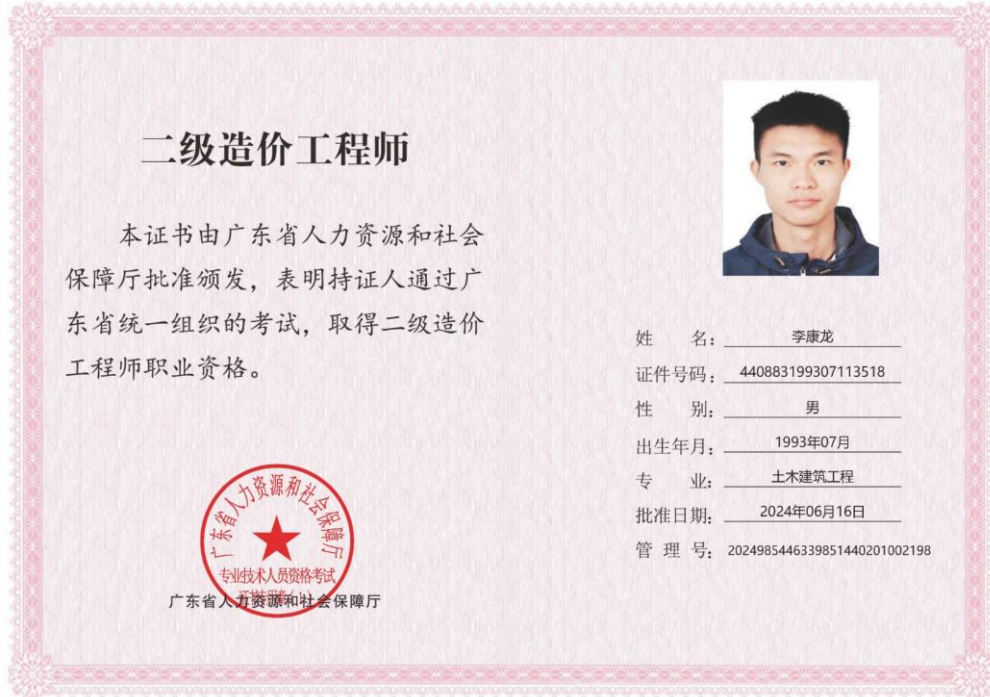 二级造价工程师
本证书由广东省人力资源和社会
保障厅批准颁发，表明持证人通过广
东省统一组织的考试，取得二级造价
工程师职业资格。
广东省人力资源和社会保障厅
专业技术人员资格考试
广东省人力资源和社会保障厅
姓 名：李康龙
证件号码：440883199307113518
性 别：男
出生年月：1993年07月
专 业：土木建筑工程
批准日期：2024年06月16日
管 理 号：2024985446339851440201002198